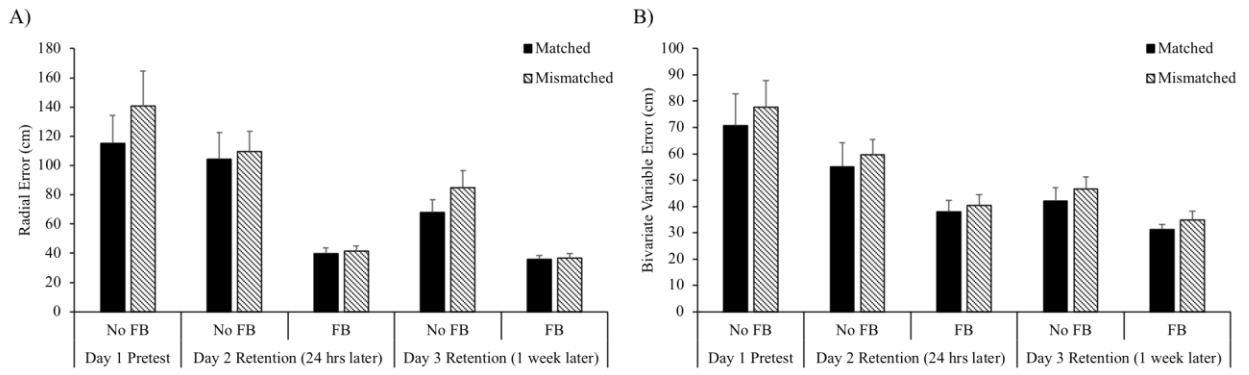 A)
180
160
140
120
100
80
60
40
20
0
Radial Error (cm)
Matched
Mismatched
No FB No FB FB No FB FB
Day 1 Pretest Day 2 Retention (24 hrs later) Day 3 Retention (1 week later)
B)
100
90
80
70
60
50
40
30
20
10
0
Bivariate Variable Error (cm)
Matched
Mismatched
No FB No FB FB No FB FB
Day 1 Pretest Day 2 Retention (24 hrs later) Day 3 Retention (1 week later)